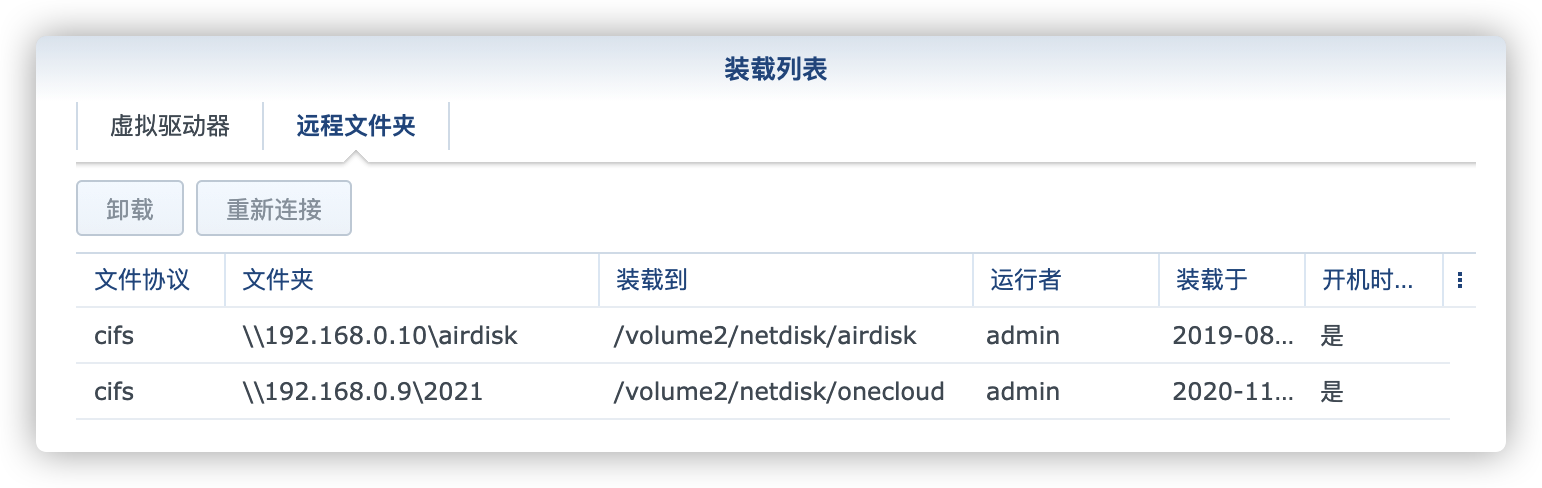 装载列表
虚拟驱动器 远程文件夹
卸载 重新连接
文件协议 文件夹 装载到 运行者 装载于 开机时...
cifs \\192.168.0.10\airdisk /volume2/netdisk/airdisk admin 2019-08... 是
cifs \\192.168.0.9\2021 /volume2/netdisk/onecloud admin 2020-11... 是